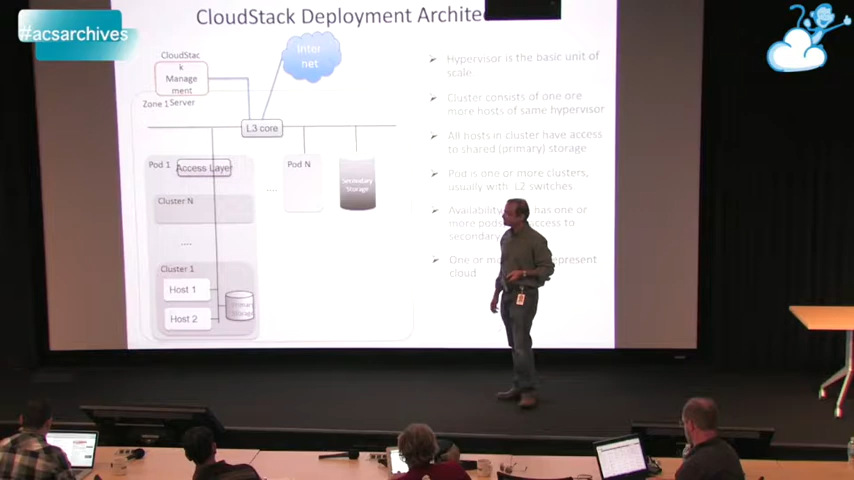 #acsarchives
CloudStack Deployment Archite
CloudStac
k
Manage
ment
Server
Inter
net
Zone 1
L3 core
Pod 1
Access Layer
Pod N
Secondary
Storage
....
Cluster N
....
Cluster 1
Host 1
Host 2
Primary
Storage
Hypervisor is the basic unit of
scale
Cluster consists of one ore
more hosts of same hypervisor
All hosts in cluster have access
to shared (primary) storage
Pod is one or more clusters,
usually with L2 switches
Availability has one or
more pods access to
secondary
One or mo epresent
cloud